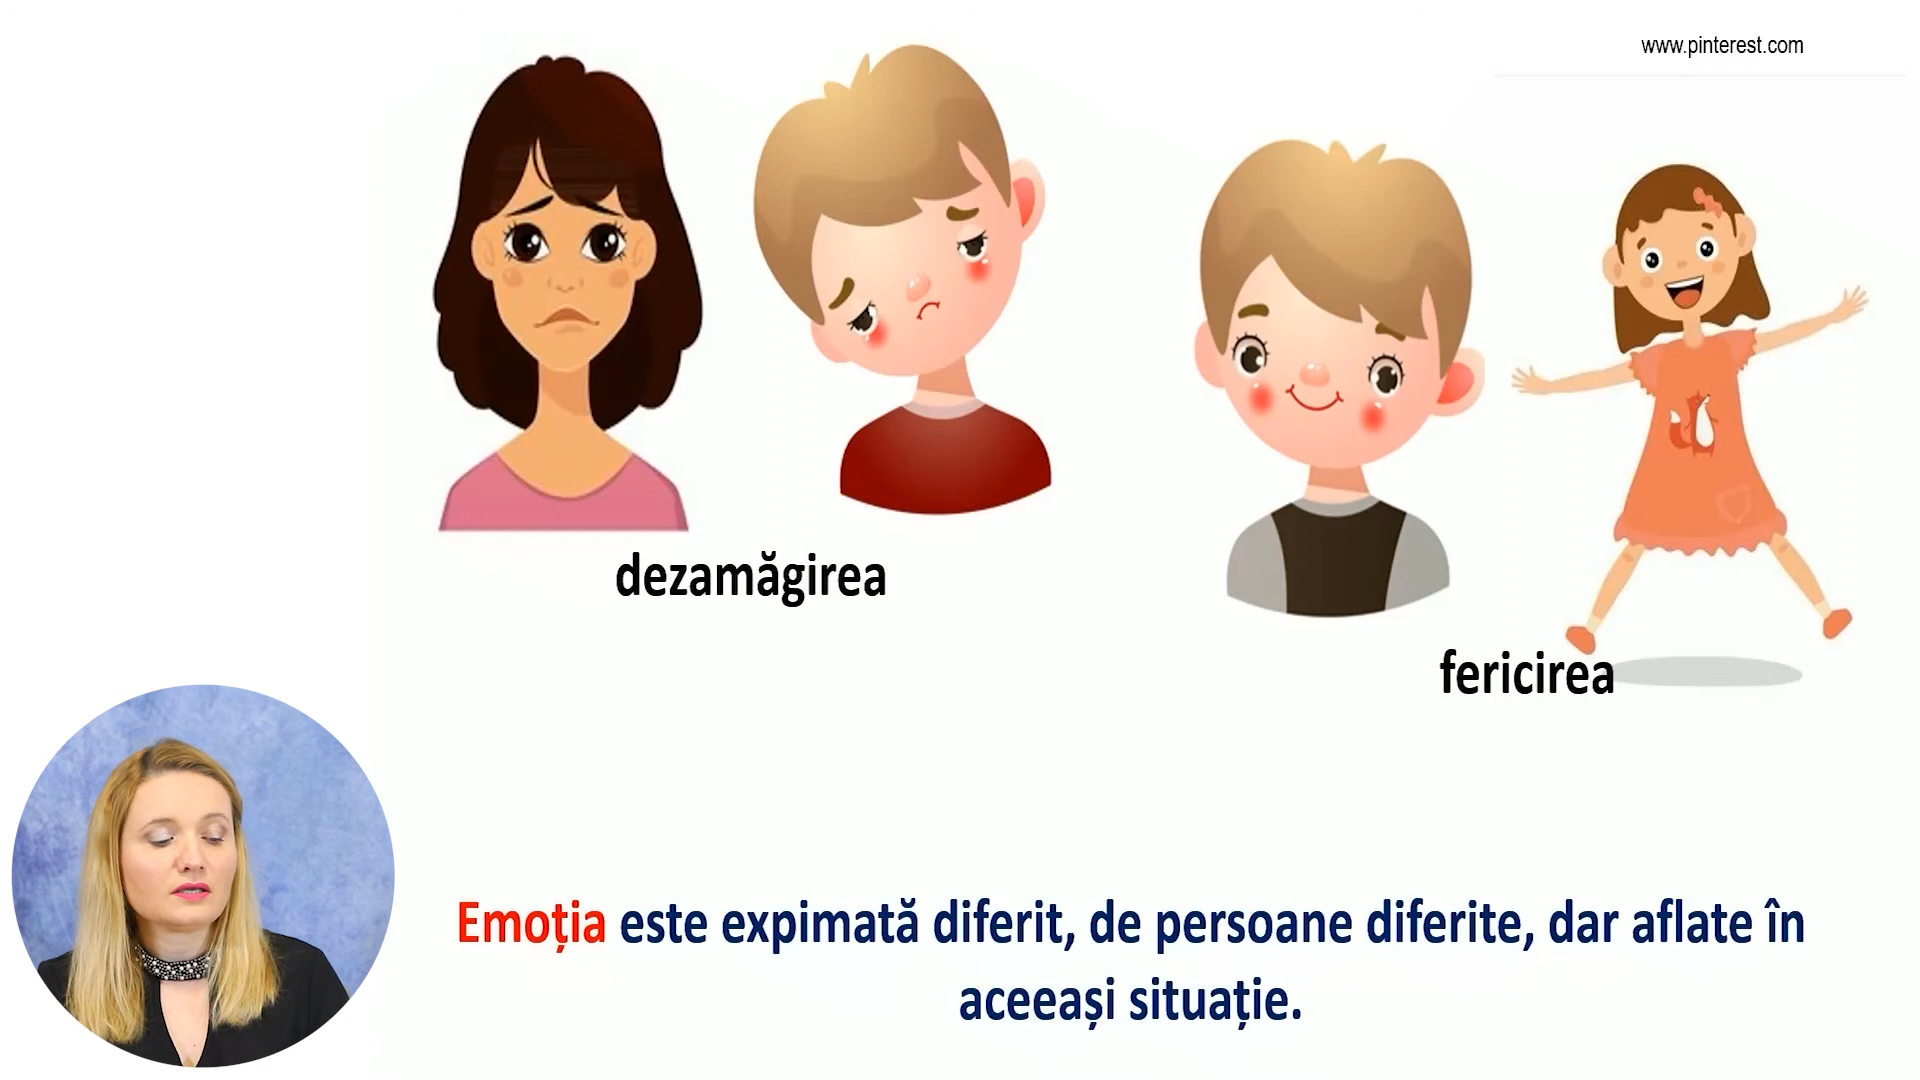 www.pinterest.com
dezamăgirea
fericirea
Emoția este expimată diferit, de persoane diferite, dar aflate în
aceeași situație.